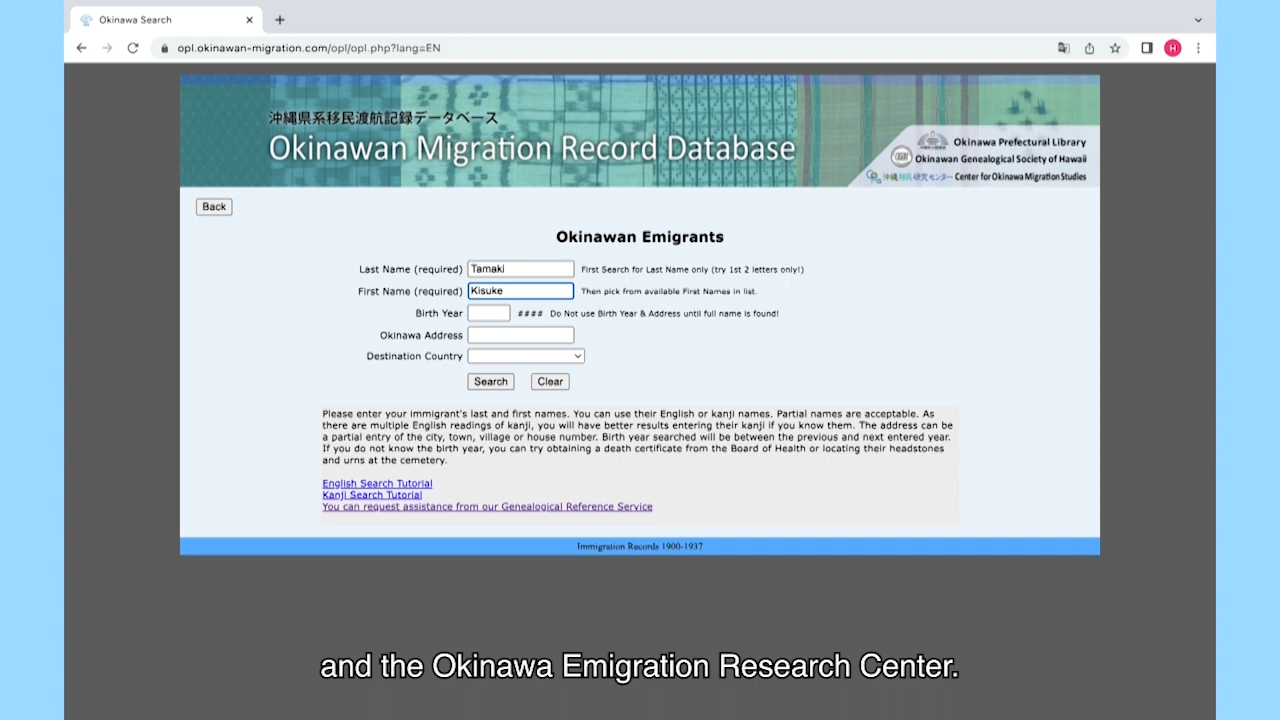 Okinawa Search
opl.okinawan-migration.com/opl/opl.php?lang=EN
H
沖縄県系移民渡航記録データベース
Okinawan Migration Record Database
Okinawa Prefectural Library
Okinawan Genealogical Society of Hawaii
沖縄移民研究センター Center for Okinawa Migration Studies
Back
Okinawan Emigrants
Last Name (required) Tamaki First Search for Last Name only (try 1st 2 letters only!)
First Name (required) Kisuke Then pick from available First Names in list.
Birth Year #### Do Not use Birth Year & Address until full name is found!
Okinawa Address
Destination Country
Search Clear
Please enter your immigrant's last and first names. You can use their English or kanji names. Partial names are acceptable. As
there are multiple English readings of kanji, you will have better results entering their kanji if you know them. The address can be
a partial entry of the city, town, village or house number. Birth year searched will be between the previous and next entered year.
If you do not know the birth year, you can try obtaining a death certificate from the Board of Health or locating their headstones
and urns at the cemetery.
English Search Tutorial
Kanji Search Tutorial
You can request assistance from our Genealogical Reference Service
Immigration Records 1900-1937
and the Okinawa Emigration Research Center.